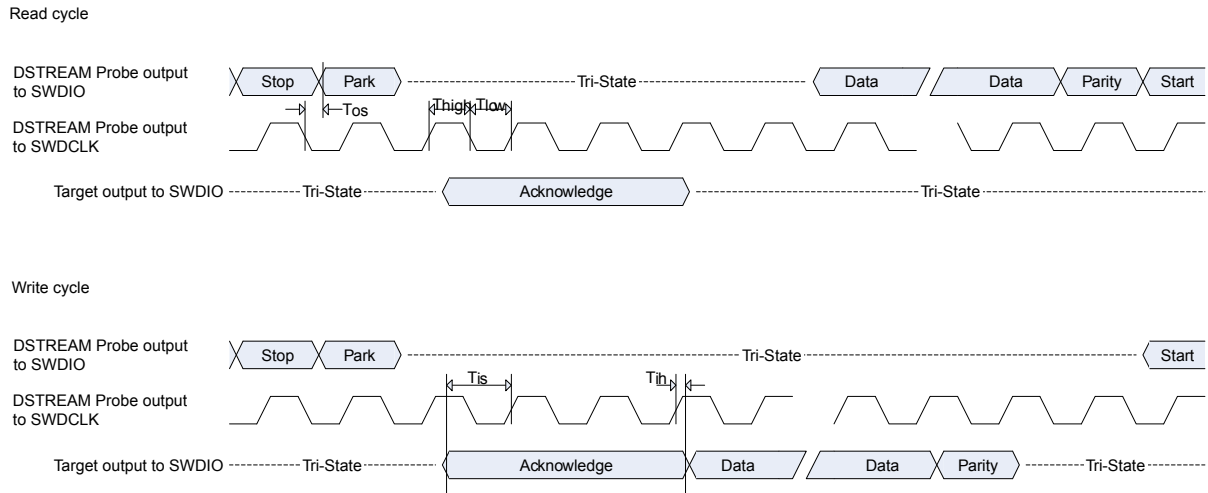 Read cycle
DSTREAM Probe output
to SWDIO
Stop Park Tri-State Data Data Parity Start
Tos Thigh Tlow
DSTREAM Probe output
to SWDCLK
Target output to SWDIO Tri-State Acknowledge Tri-State
Write cycle
DSTREAM Probe output
to SWDIO
Stop Park Tri-State Start
Tis Tih
DSTREAM Probe output
to SWDCLK
Target output to SWDIO Tri-State Acknowledge Data Data Parity Tri-State